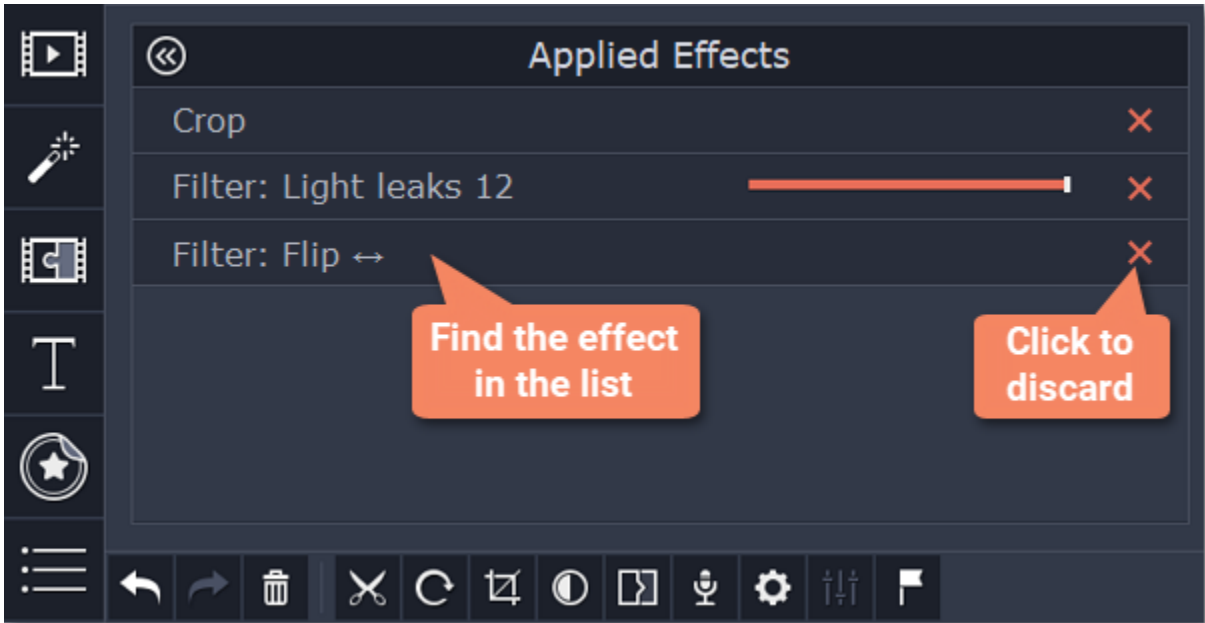 Applied Effects
Crop
Filter: Light leaks 12
Filter: Flip ↔
Find the effect
in the list
Click to
discard
T